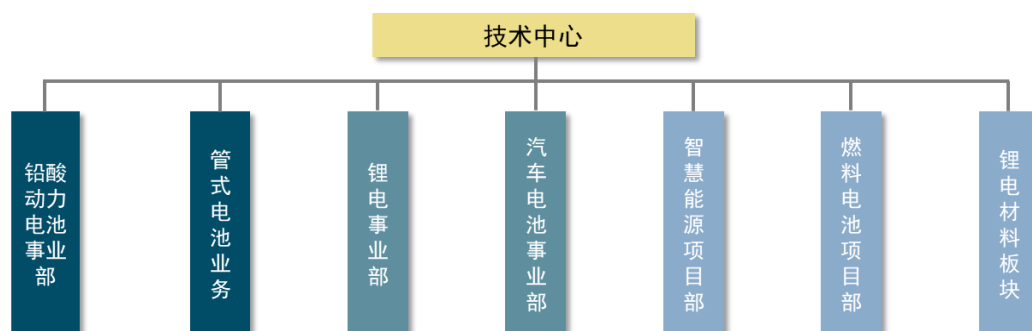 技术中心
铅酸动力电池事业部
管式电池业务
锂电事业部
汽车电池事业部
智慧能源项目部
燃料电池项目部
锂电材料板块